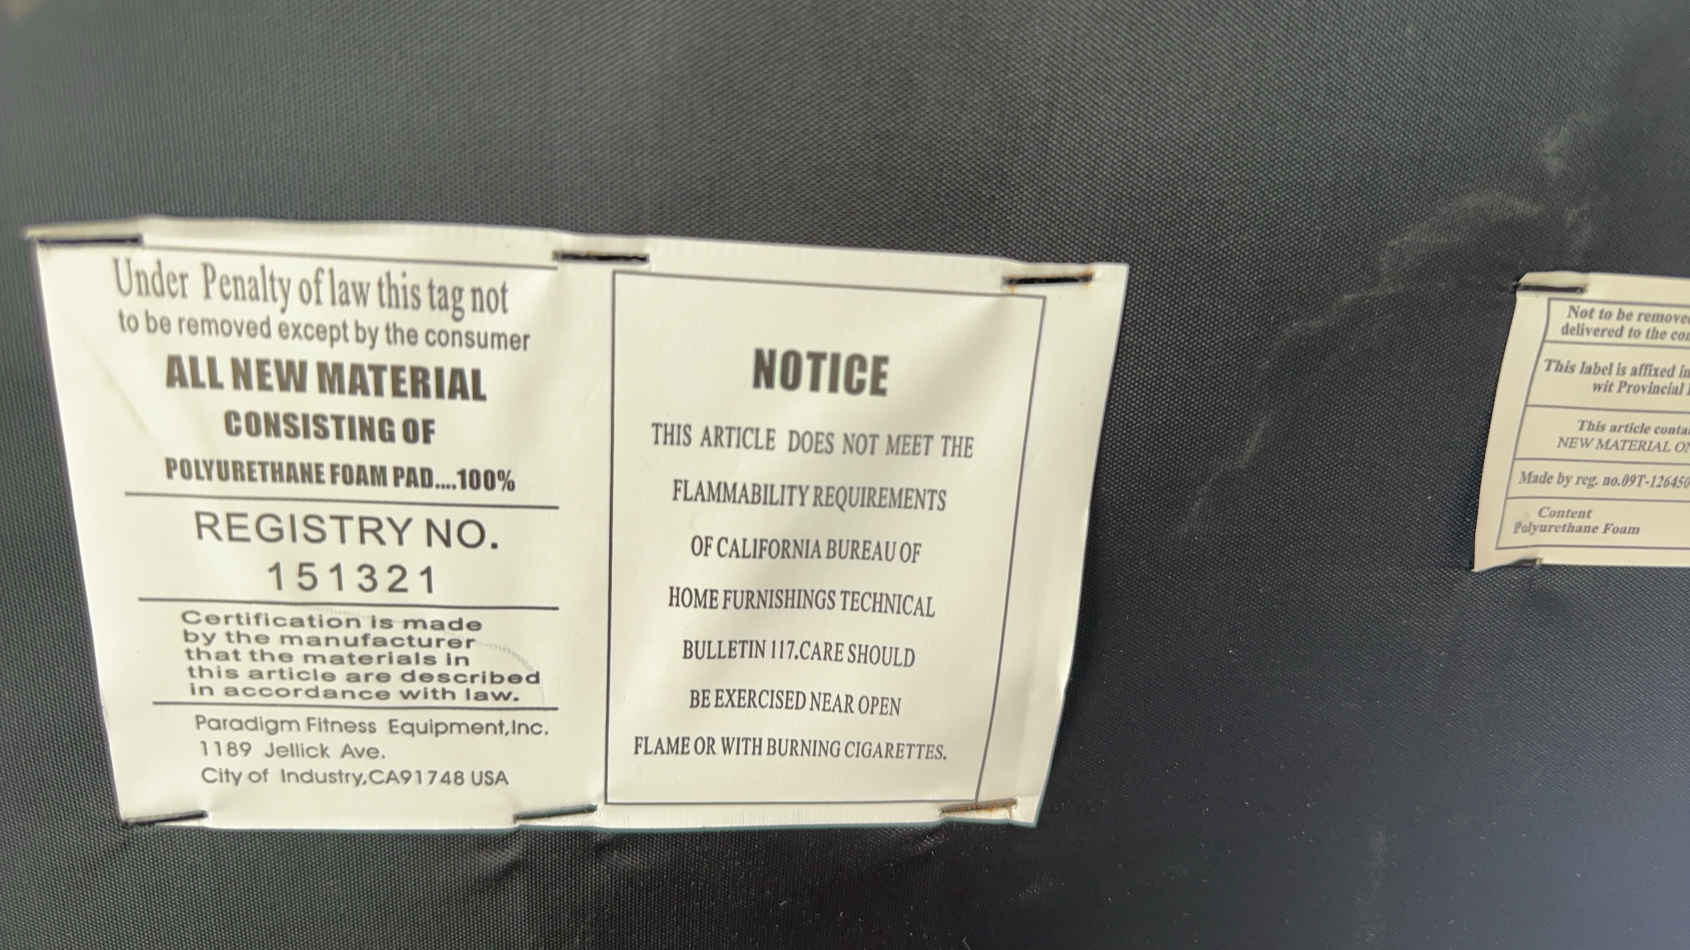 Under Penalty of law this tag not
to be removed except by the consumer
ALL NEW MATERIAL
CONSISTING OF
POLYURETHANE FOAM PAD....100%
REGISTRY NO.
151321
Certification is made
by the manufacturer
that the materials in
this article are described
in accordance with law.
Paradigm Fitness Equipment,Inc.
1189 Jellick Ave.
City of Industry,CA91748 USA
NOTICE
THIS ARTICLE DOES NOT MEET THE
FLAMMABILITY REQUIREMENTS
OF CALIFORNIA BUREAU OF
HOME FURNISHINGS TECHNICAL
BULLETIN 117.CARE SHOULD
BE EXERCISED NEAR OPEN
FLAME OR WITH BURNING CIGARETTES.
Not to be
delivered to the
This label is affixed in
wit Provincial
This article
NEW MATERIAL
Made by reg. no.09T-126450
Content
Polyurethane Foam